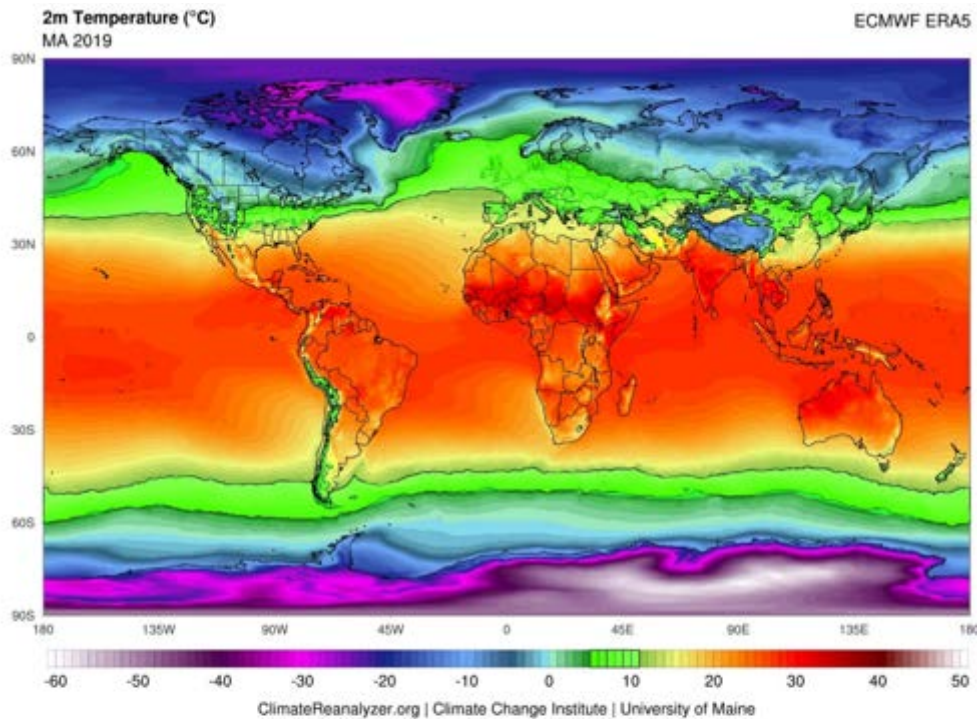 2m Temperature (°C)
ECMWF ERA5
MA 2019
90N
60N
30N
0
30S
60S
90S
180 135W 90W 45W 0 45E 90E 135E 180
-60 -50 -40 -30 -20 -10 0 10 20 30 40 50
ClimateReanalyzer.org | Climate Change Institute | University of Maine